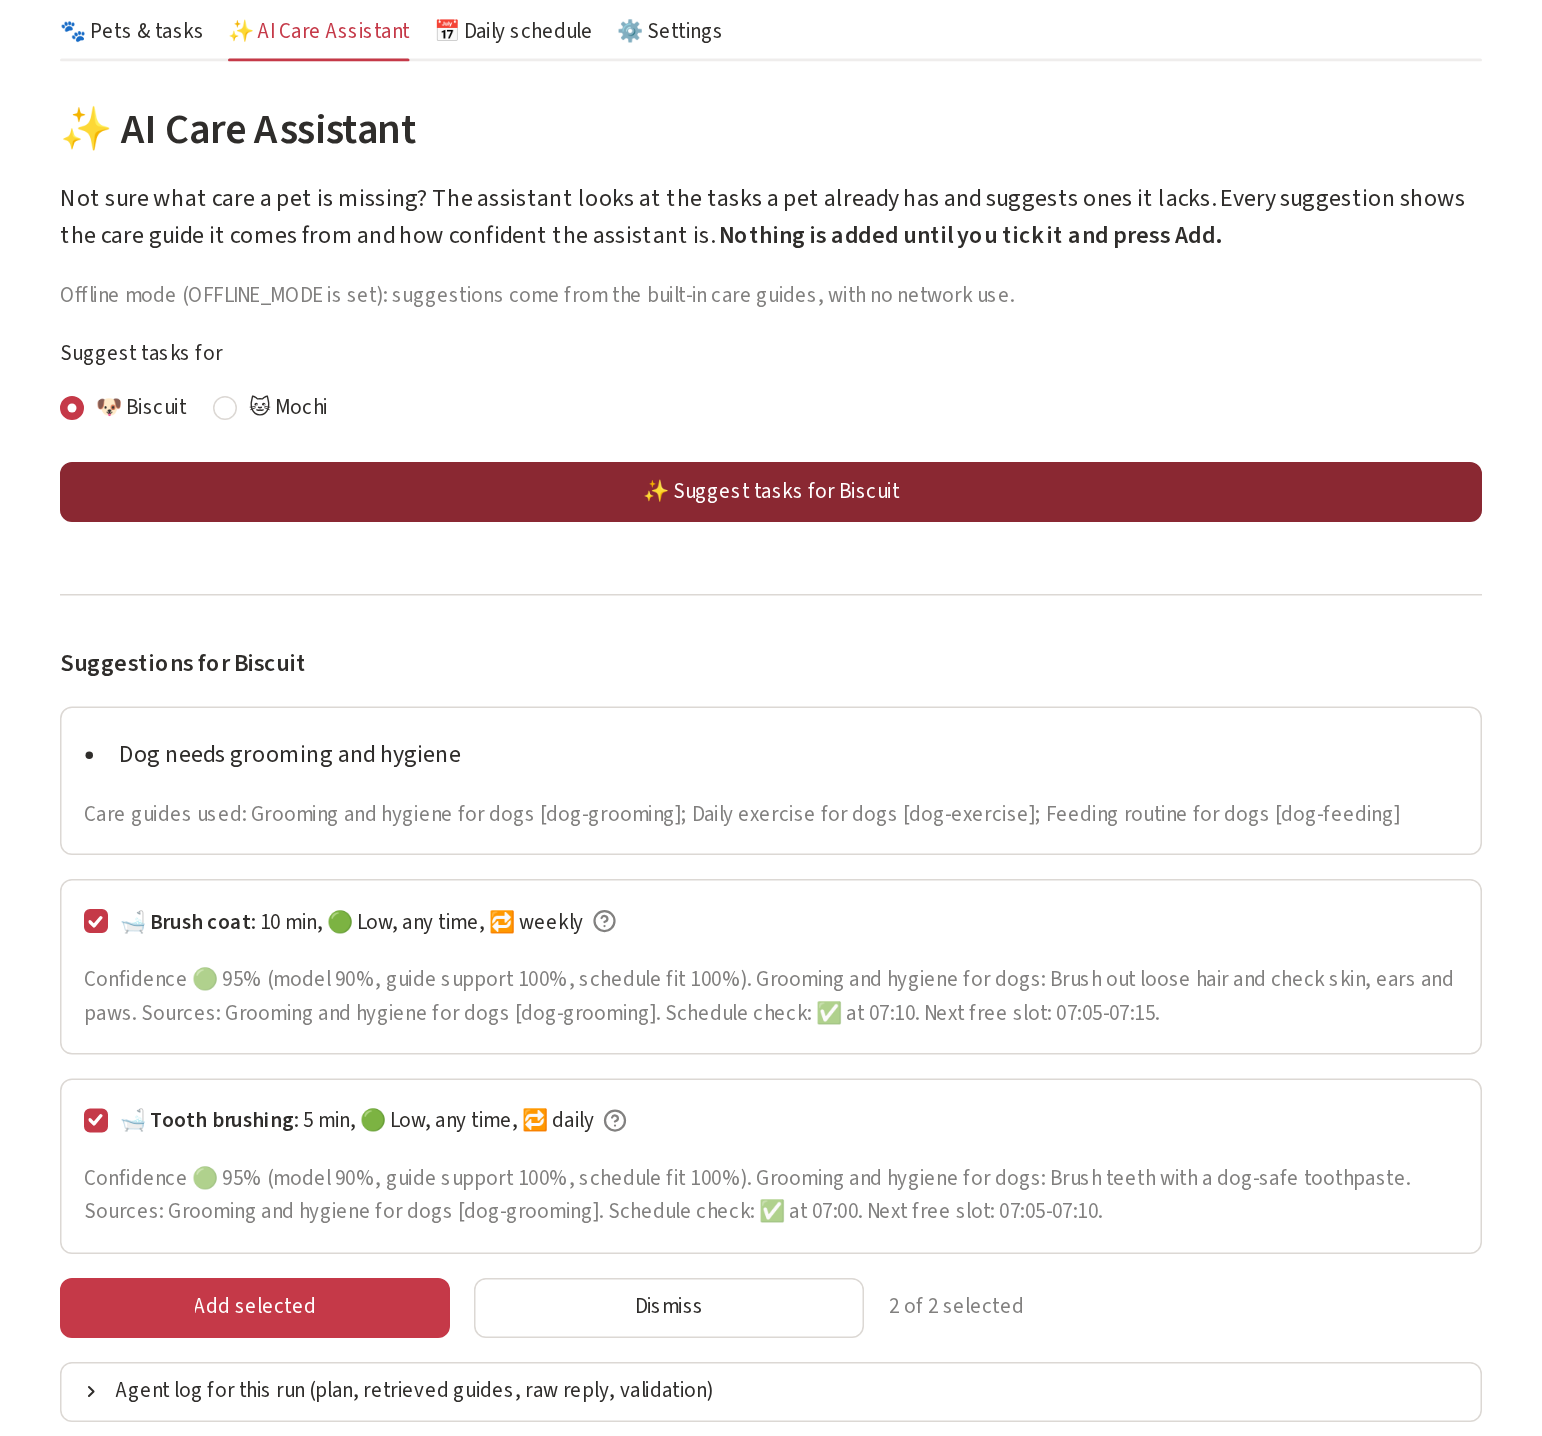 🐾 Pets & tasks ✨ AI Care Assistant 📅 Daily schedule ⚙️ Settings
✨ AI Care Assistant
Not sure what care a pet is missing? The assistant looks at the tasks a pet already has and suggests ones it lacks. Every suggestion shows
the care guide it comes from and how confident the assistant is. Nothing is added until you tick it and press Add.
Offline mode (OFFLINE_MODE is set): suggestions come from the built-in care guides, with no network use.
Suggest tasks for
🐶 Biscuit 🐱 Mochi
✨ Suggest tasks for Biscuit
Suggestions for Biscuit
• Dog needs grooming and hygiene
Care guides used: Grooming and hygiene for dogs [dog-grooming]; Daily exercise for dogs [dog-exercise]; Feeding routine for dogs [dog-feeding]
🛁 Brush coat: 10 min, 🟢 Low, any time, 🔁 weekly
Confidence 🟢 95% (model 90%, guide support 100%, schedule fit 100%). Grooming and hygiene for dogs: Brush out loose hair and check skin, ears and
paws. Sources: Grooming and hygiene for dogs [dog-grooming]. Schedule check: ✅ at 07:10. Next free slot: 07:05-07:15.
🛁 Tooth brushing: 5 min, 🟢 Low, any time, 🔁 daily
Confidence 🟢 95% (model 90%, guide support 100%, schedule fit 100%). Grooming and hygiene for dogs: Brush teeth with a dog-safe toothpaste.
Sources: Grooming and hygiene for dogs [dog-grooming]. Schedule check: ✅ at 07:00. Next free slot: 07:05-07:10.
Add selected Dismiss 2 of 2 selected
Agent log for this run (plan, retrieved guides, raw reply, validation)